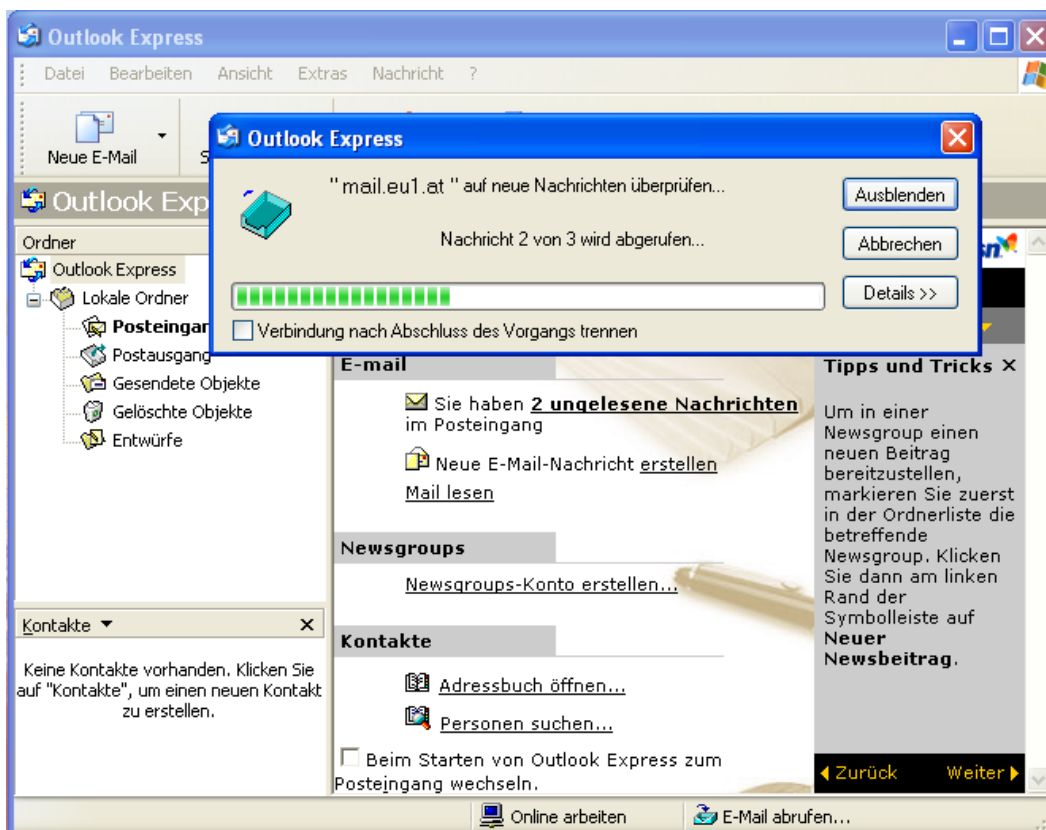 Outlook Express
Datei Bearbeiten Ansicht Extras Nachricht ?
Neue E-Mail
Outlook Express
"mail.eu1.at " auf neue Nachrichten überprüfen...
Nachricht 2 von 3 wird abgerufen...
Verbindung nach Abschluss des Vorgangs trennen
Ausblenden
Abbrechen
Details >>
Outlook Exp
Ordner
Outlook Express
Lokale Ordner
Posteingan
Postausgang
Gesendete Objekte
Gelöschte Objekte
Entwürfe
Kontakte
Keine Kontakte vorhanden. Klicken Sie
auf "Kontakte", um einen neuen Kontakt
zu erstellen.
E-mail
Sie haben 2 ungelesene Nachrichten
im Posteingang
Neue E-Mail-Nachricht erstellen
Mail lesen
Newsgroups
Newsgroups-Konto erstellen...
Kontakte
Adressbuch öffnen...
Personen suchen...
Beim Starten von Outlook Express zum
Posteingang wechseln.
sn
Tipps und Tricks
Um in einer
Newsgroup einen
neuen Beitrag
bereitzustellen,
markieren Sie zuerst
in der Ordnerliste die
betreffende
Newsgroup. Klicken
Sie dann am linken
Rand der
Symbolleiste auf
Neuer
Newsbeitrag.
Zurück Weiter
Online arbeiten
E-Mail abrufen...